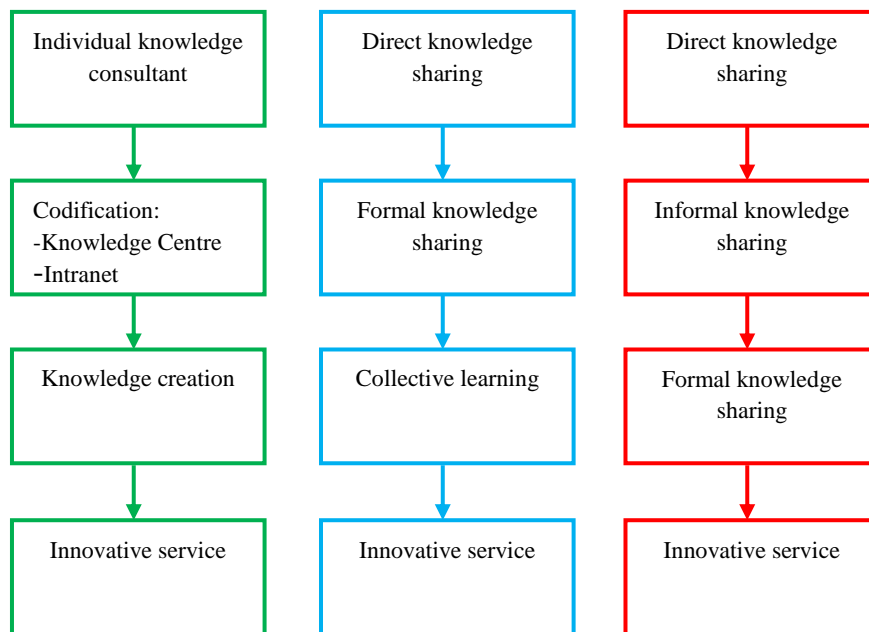 Individual knowledge
consultant
Codification:
-Knowledge Centre
-Intranet
Knowledge creation
Innovative service
Direct knowledge
sharing
Formal knowledge
sharing
Collective learning
Innovative service
Direct knowledge
sharing
Informal knowledge
sharing
Formal knowledge
sharing
Innovative service